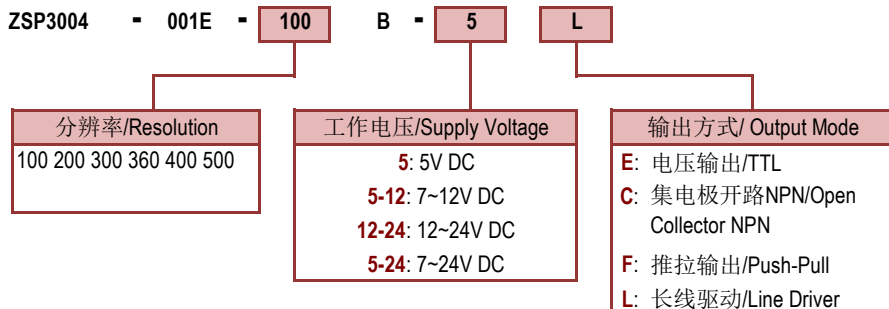 ZSP3004 - 001E - 100 B - 5 L
分辨率/Resolution
100 200 300 360 400 500
工作电压/Supply Voltage
5: 5V DC
5-12: 7~12V DC
12-24: 12~24V DC
5-24: 7~24V DC
输出方式/ Output Mode
E: 电压输出/TTL
C: 集电极开路NPN/Open
Collector NPN
F: 推拉输出/Push-Pull
L: 长线驱动/Line Driver